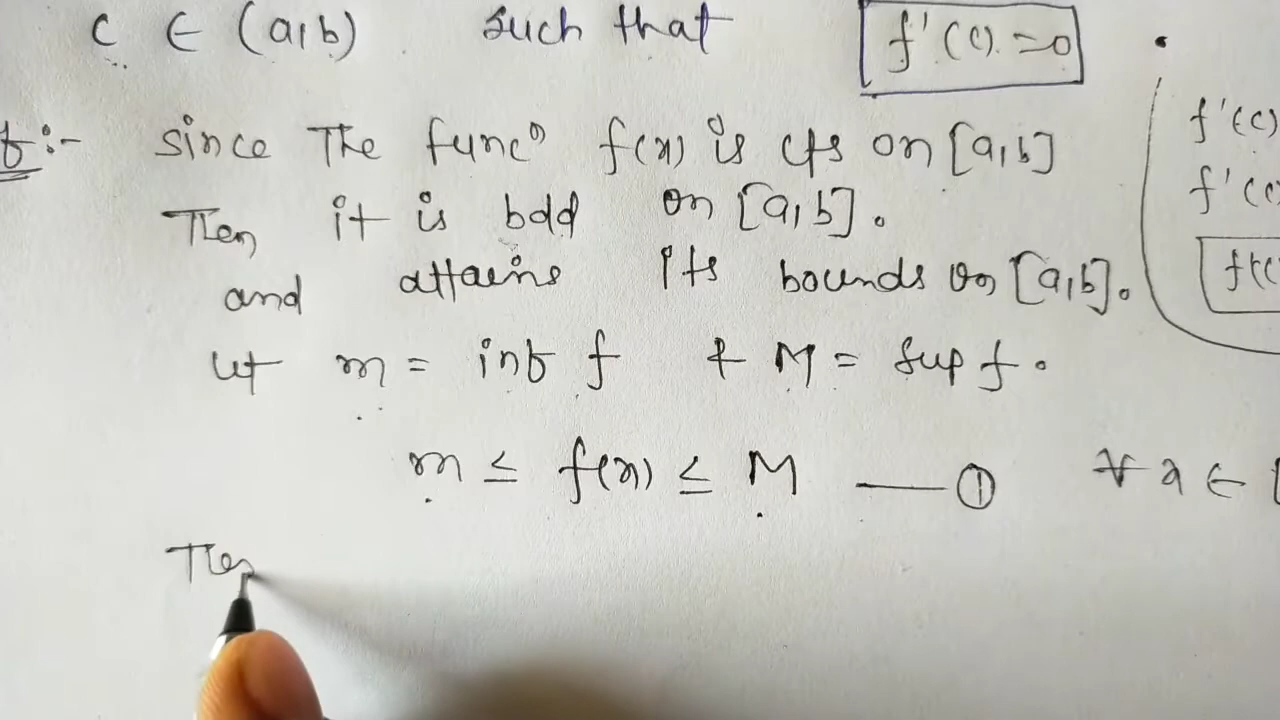 c ∈ (a,b) such that f'(c) = 0
f:- since The funcⁿ f(x) is cts on [a,b]
Then it is bdd on [a,b].
and attains its bounds on [a,b].
let m = inf f & M = sup f.
m ≤ f(x) ≤ M — ① ∀ x ∈ [
Then
f'(c)
f'(c
f'(c